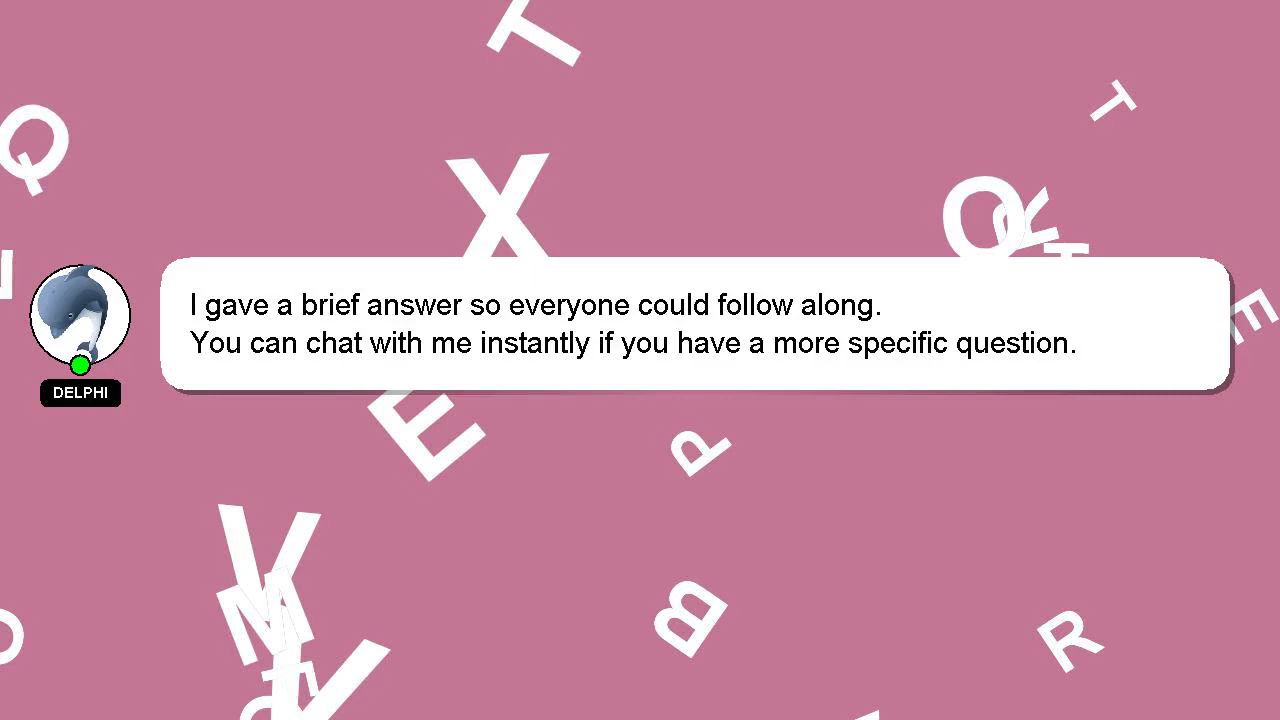 T
T
Q
X
Q
R
E
I gave a brief answer so everyone could follow along.
You can chat with me instantly if you have a more specific question.
DELPHI
E
P
V
M
B
R